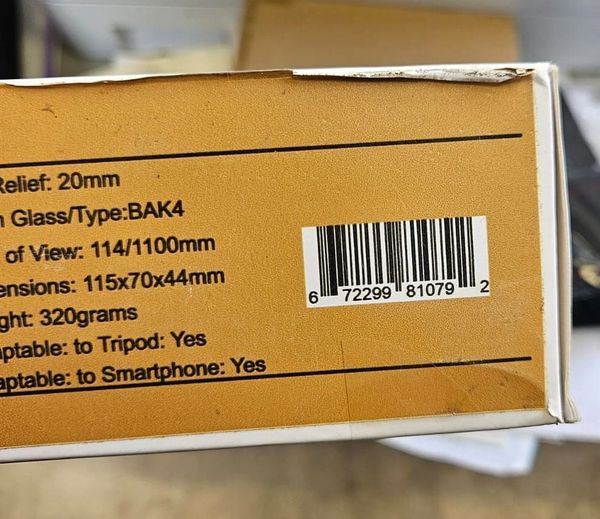 Relief: 20mm
Glass/Type:BAK4
of View: 114/1100mm
ensions: 115x70x44mm
ght: 320grams
aptable: to Tripod: Yes
aptable: to Smartphone: Yes
6 72299 81079 2